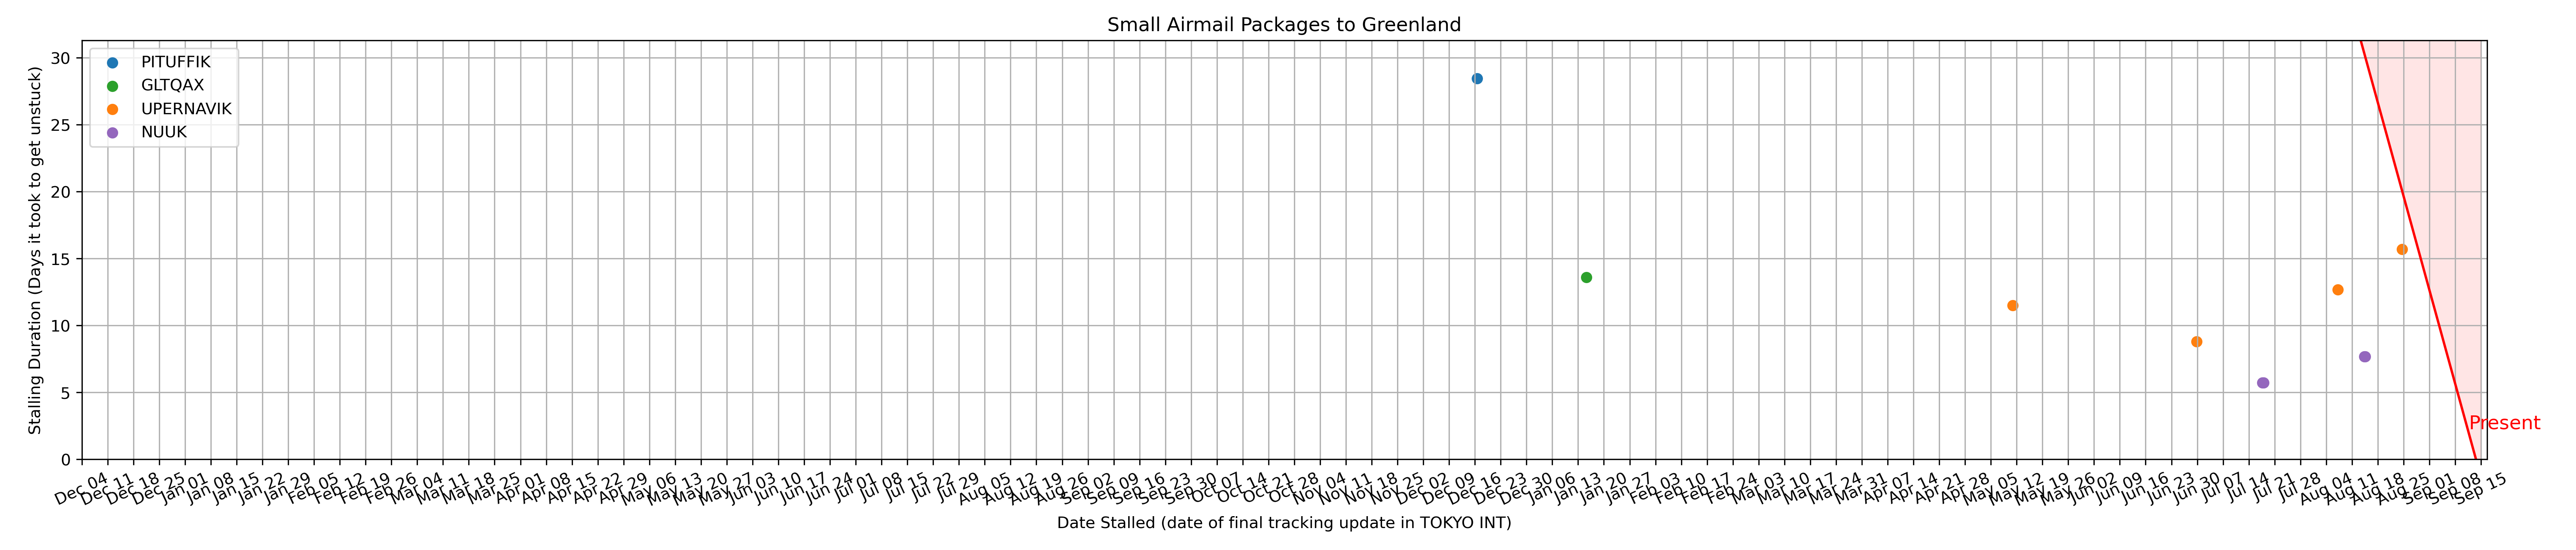 Small Airmail Packages to Greenland
PITUFFIK
GLTQAX
UPERNAVIK
NUUK
Stalling Duration (Days it took to get unstuck)
30
25
20
15
10
5
0
Present
Dec 04 Dec 11 Dec 18 Dec 25 Jan 01 Jan 08 Jan 15 Jan 22 Jan 29 Feb 05 Feb 12 Feb 19 Feb 26 Mar 04 Mar 11 Mar 18 Mar 25 Apr 01 Apr 08 Apr 15 Apr 22 Apr 29 May 06 May 13 May 20 May 27 Jun 03 Jun 10 Jun 17 Jun 24 Jul 01 Jul 08 Jul 15 Jul 22 Jul 29 Aug 05 Aug 12 Aug 19 Aug 26 Sep 02 Sep 09 Sep 16 Sep 23 Sep 30 Oct 07 Oct 14 Oct 21 Oct 28 Nov 04 Nov 11 Nov 18 Nov 25 Dec 02 Dec 09 Dec 16 Dec 23 Dec 30 Jan 06 Jan 13 Jan 20 Jan 27 Feb 03 Feb 10 Feb 17 Feb 24 Mar 03 Mar 10 Mar 17 Mar 24 Mar 31 Apr 07 Apr 14 Apr 21 Apr 28 May 05 May 12 May 19 May 26 Jun 02 Jun 09 Jun 16 Jun 23 Jun 30 Jul 07 Jul 14 Jul 21 Jul 28 Aug 04 Aug 11 Aug 18 Aug 25 Sep 01 Sep 08 Sep 15
Date Stalled (date of final tracking update in TOKYO INT)